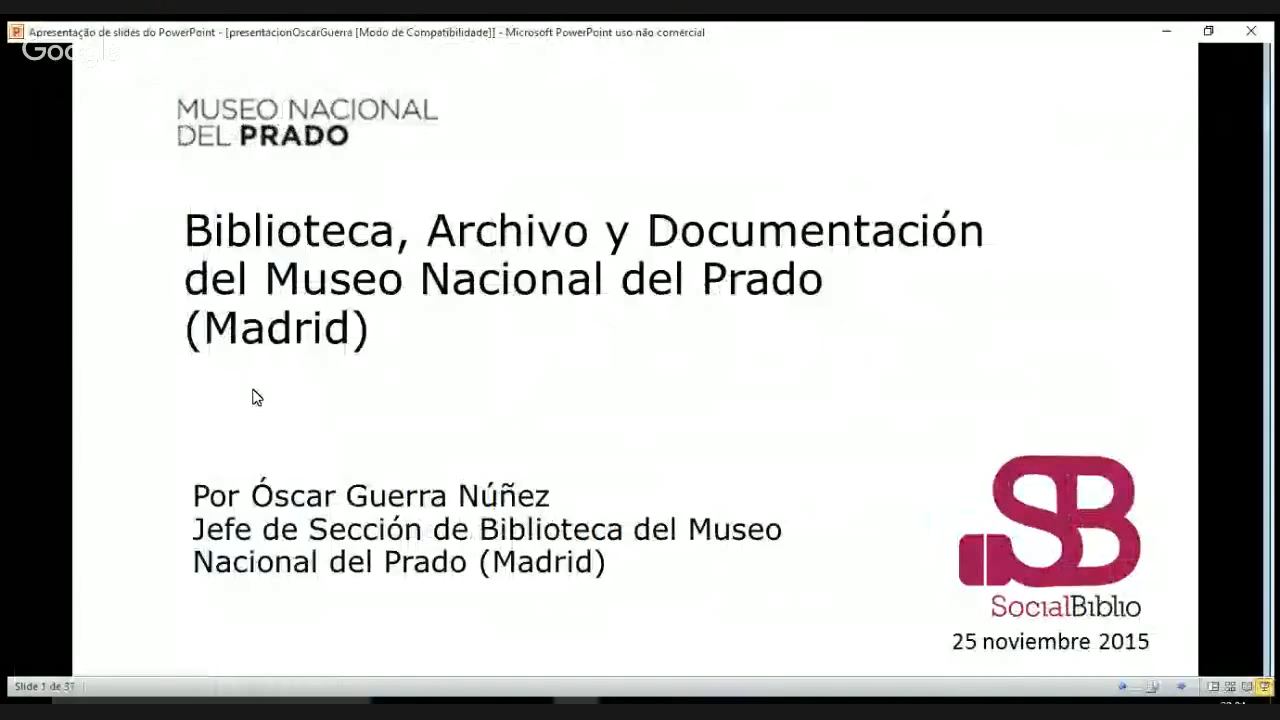 Apresentação de slides do PowerPoint - [presentacionOscarGuerra [Modo de Compatibilidade]] - Microsoft PowerPoint uso não comercial
Google
MUSEO NACIONAL
DEL PRADO
Biblioteca, Archivo y Documentación
del Museo Nacional del Prado
(Madrid)
Por Óscar Guerra Núñez
Jefe de Sección de Biblioteca del Museo
Nacional del Prado (Madrid)
SB
SocialBiblio
25 noviembre 2015
Slide 1 de 37